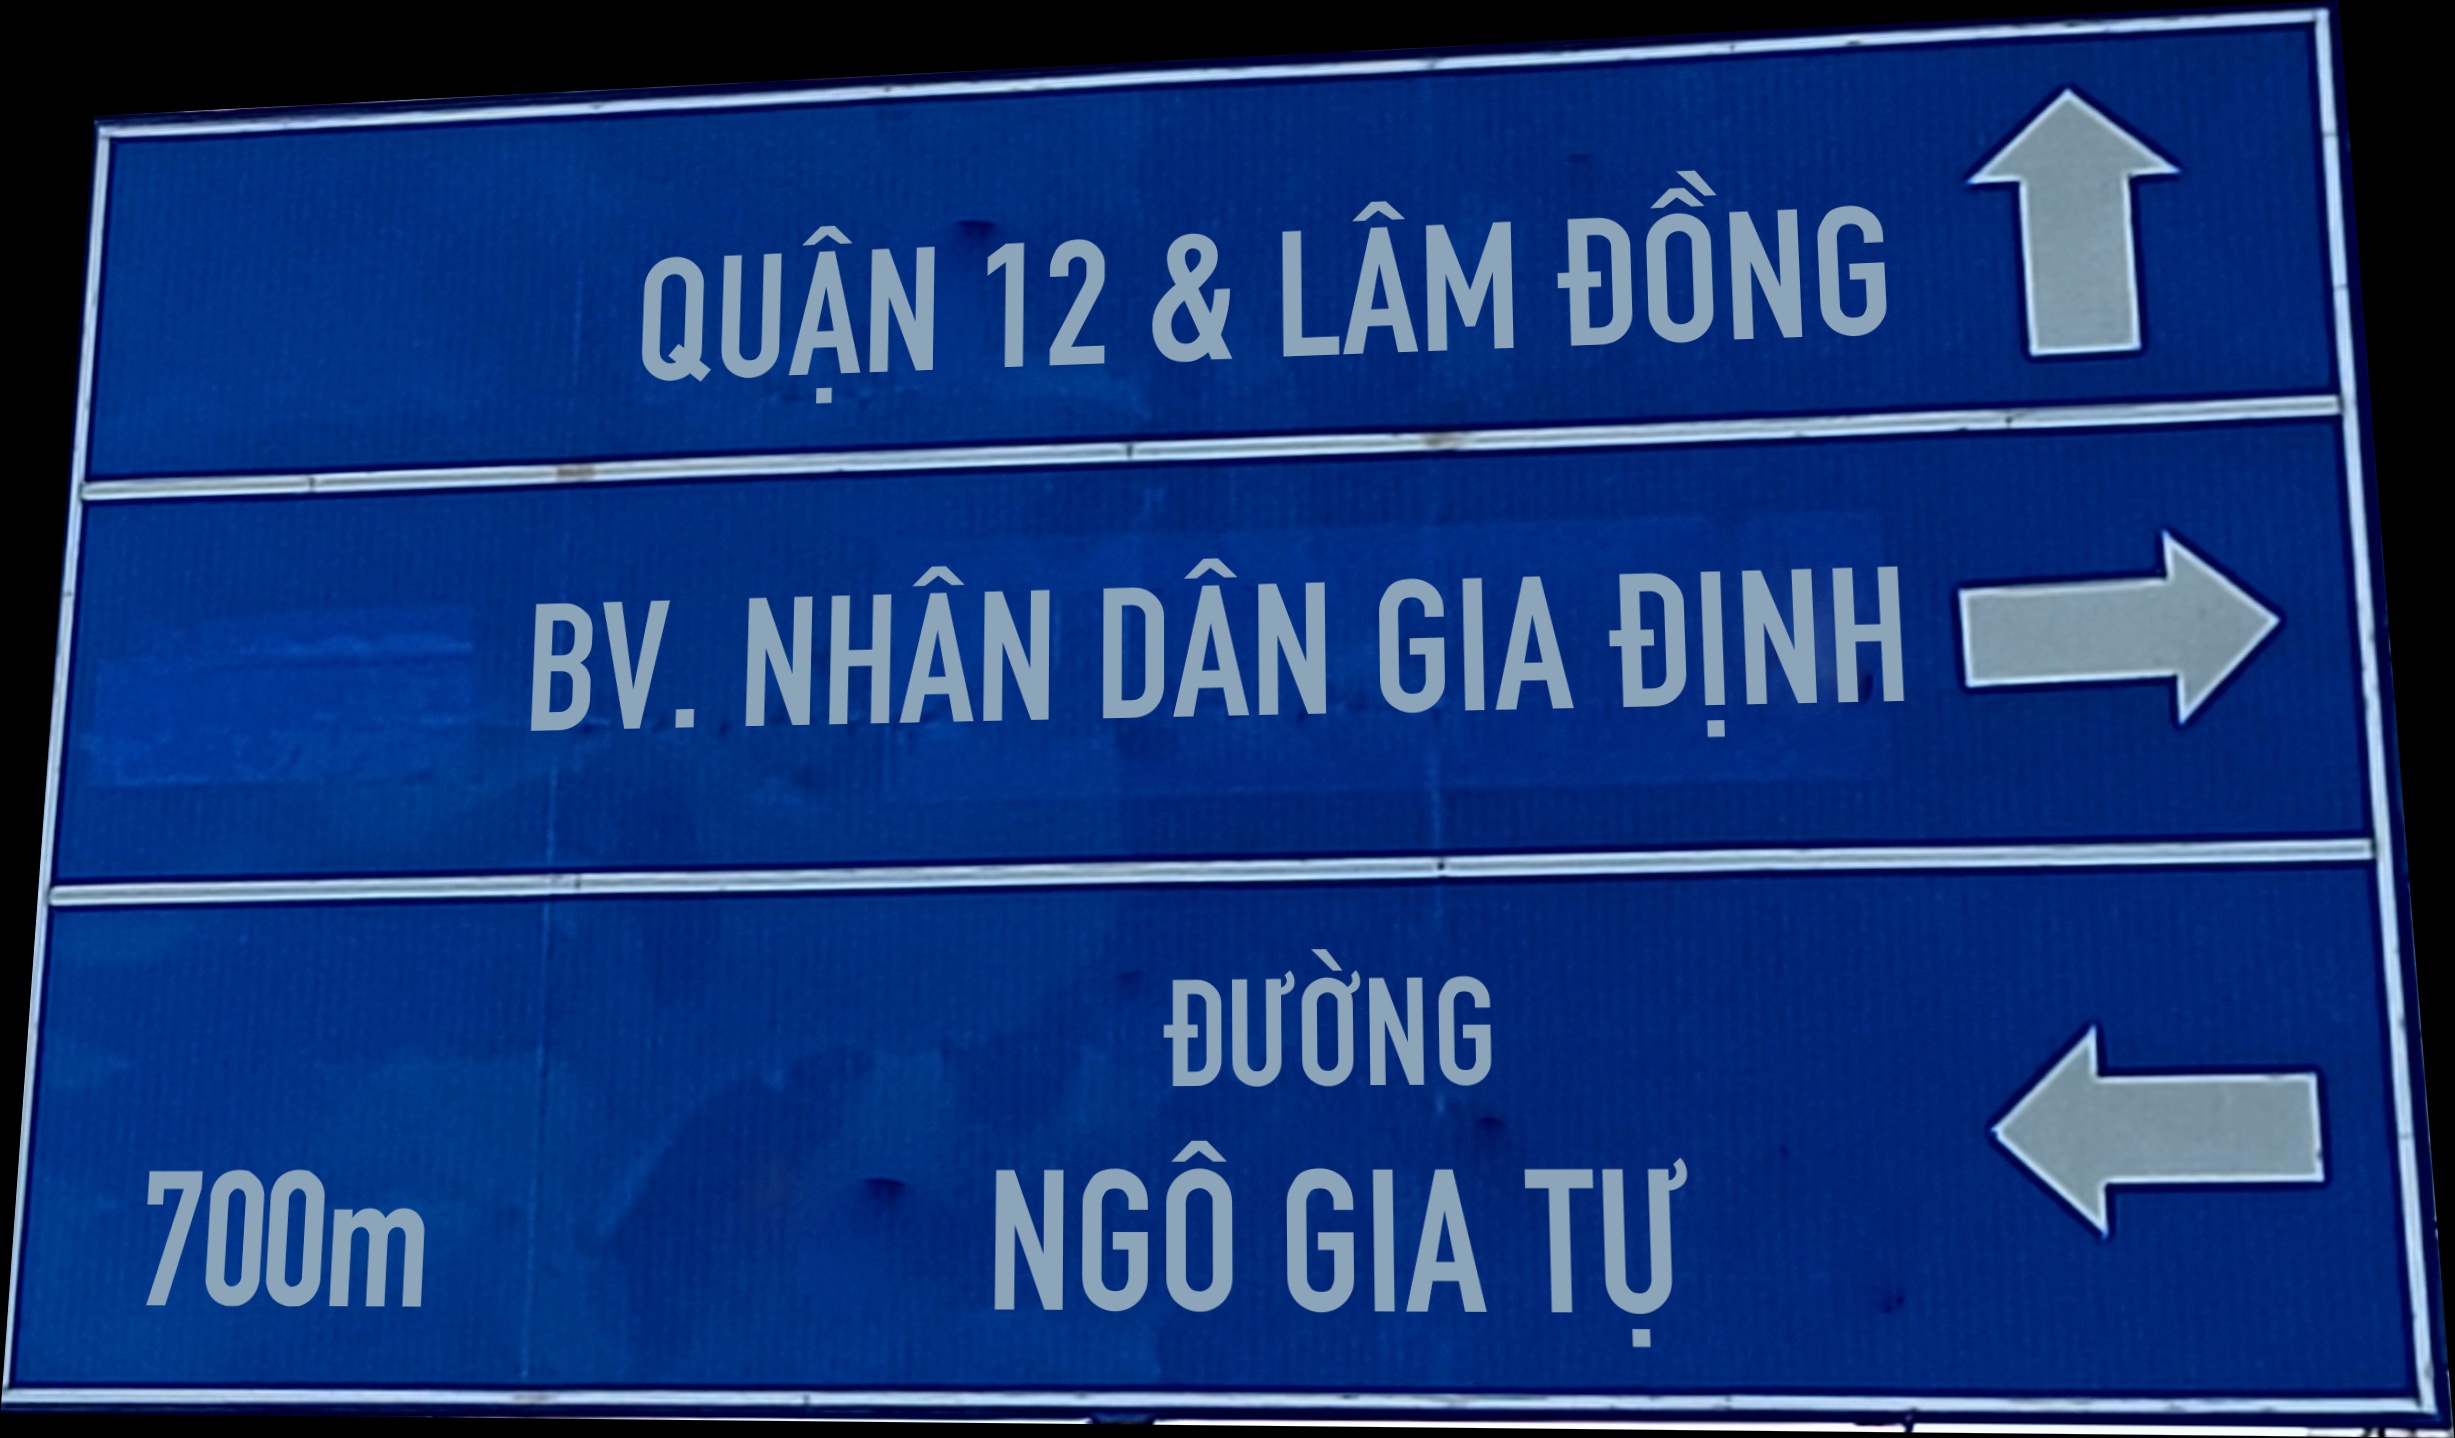 QUẬN 12 & LÂM ĐỒNG
BV. NHÂN DÂN GIA ĐỊNH
ĐƯỜNG
700m NGÔ GIA TỰ